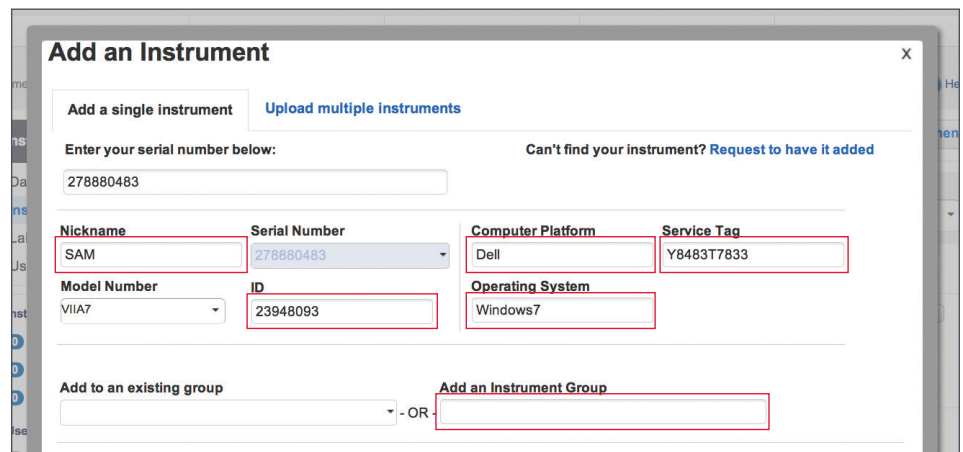 Add an Instrument
x
Add a single instrument
Upload multiple instruments
Enter your serial number below:
Can't find your instrument? Request to have it added
278880483
Nickname
Serial Number
Computer Platform
Service Tag
SAM
278880483
Dell
Y8483T7833
Model Number
ID
Operating System
VIIA7
23948093
Windows7
Add to an existing group
Add an Instrument Group
- OR -